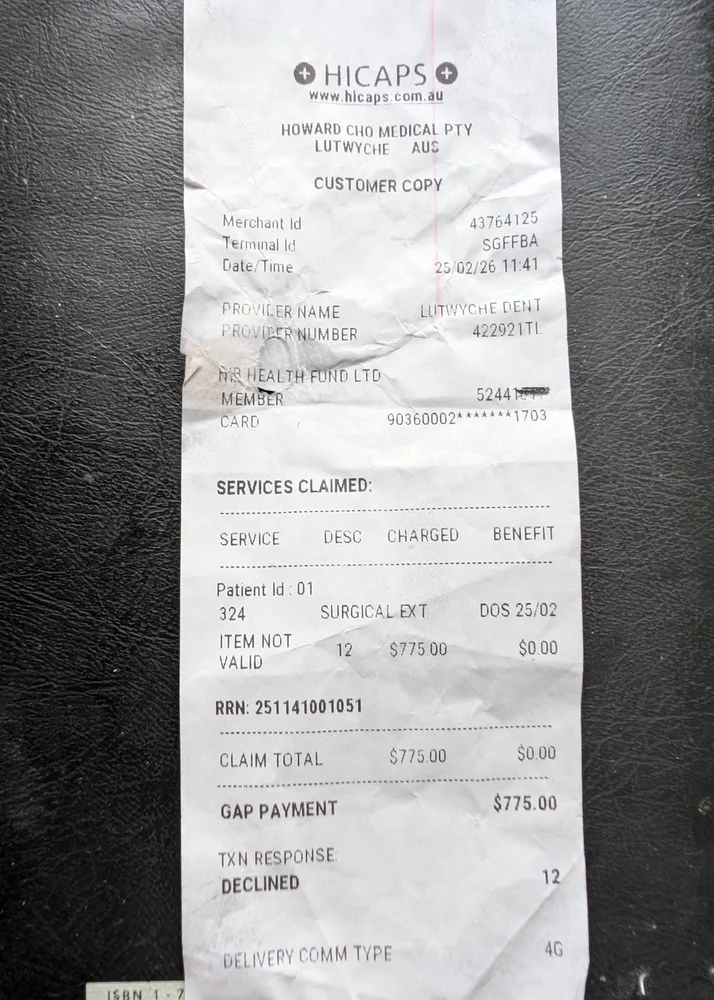 HICAPS
www.hicaps.com.au
HOWARD CHO MEDICAL PTY
LUTWYCHE AUS
CUSTOMER COPY
Merchant Id 43764125
Terminal Id SGFFBA
Date/Time 25/02/26 11:41
PROVIDER NAME LUTWYCHE DENT
PROVIDER NUMBER 422921TL
HEALTH FUND LTD
MEMBER
CARD 90360002*******1703
SERVICES CLAIMED:
SERVICE DESC CHARGED BENEFIT
Patient Id : 01
324 SURGICAL EXT DOS 25/02
ITEM NOT VALID 12 $775.00 $0.00
RRN: 251141001051
CLAIM TOTAL $775.00 $0.00
GAP PAYMENT $775.00
TXN RESPONSE:
DECLINED 12
DELIVERY COMM TYPE 4G
ISBN 1-7